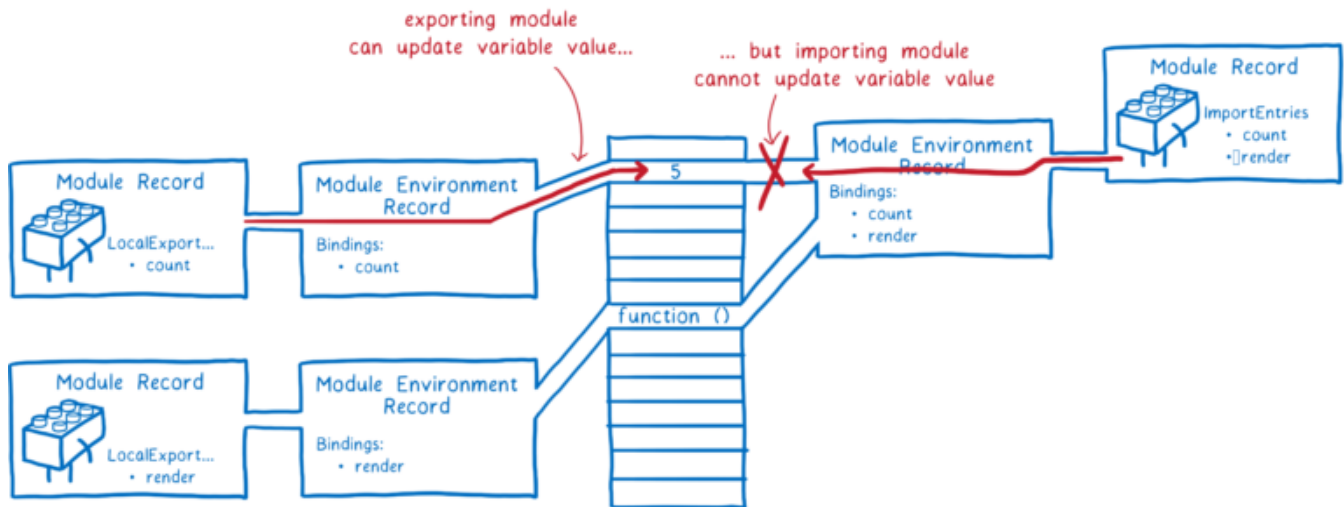 exporting module
can update variable value...
... but importing module
cannot update variable value
Module Record
ImportEntries
• count
•▯render
Module Environment
Record
Bindings:
• count
• render
5
Module Record
LocalExport...
• count
Module Environment
Record
Bindings:
• count
function ()
Module Record
LocalExport...
• render
Module Environment
Record
Bindings:
• render